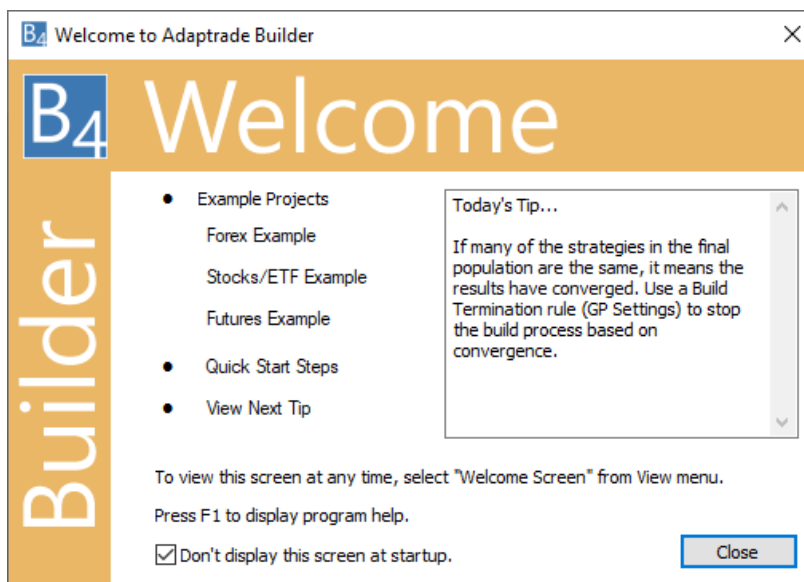 B4 Welcome to Adaptrade Builder
B4 Welcome
Builder
• Example Projects
Forex Example
Stocks/ETF Example
Futures Example
• Quick Start Steps
• View Next Tip
Today's Tip...
If many of the strategies in the final
population are the same, it means the
results have converged. Use a Build
Termination rule (GP Settings) to stop
the build process based on
convergence.
To view this screen at any time, select "Welcome Screen" from View menu.
Press F1 to display program help.
Don't display this screen at startup.
Close